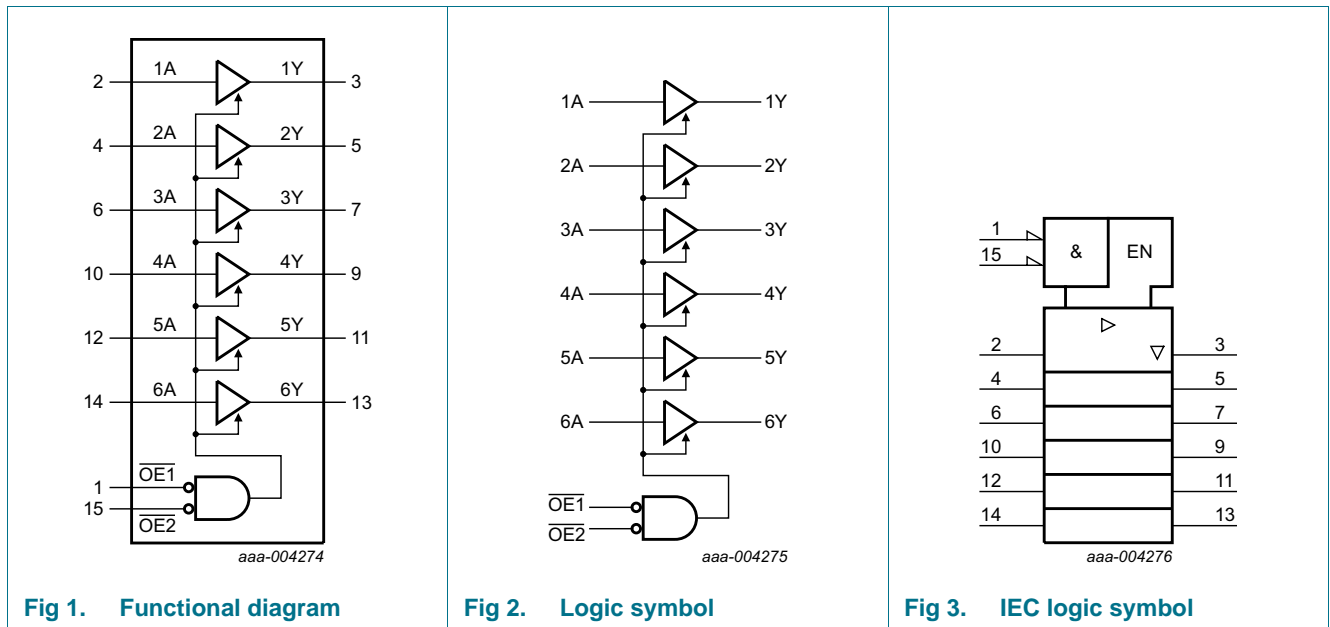 2 1A 1Y 3
4 2A 2Y 5
6 3A 3Y 7
10 4A 4Y 9
12 5A 5Y 11
14 6A 6Y 13
1 OE1
15 OE2
aaa-004274
Fig 1. Functional diagram
1A 1Y
2A 2Y
3A 3Y
4A 4Y
5A 5Y
6A 6Y
OE1
OE2
aaa-004275
Fig 2. Logic symbol
1
15
& EN
2 3
4 5
6 7
10 9
12 11
14 13
aaa-004276
Fig 3. IEC logic symbol